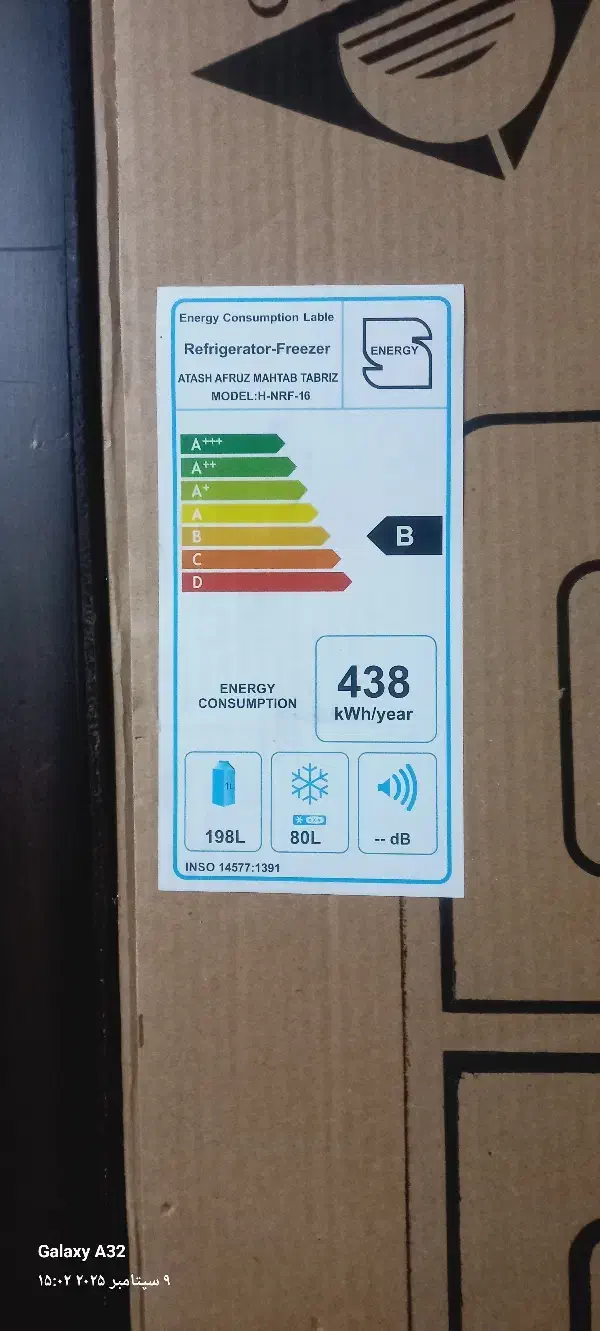 Energy Consumption Lable
Refrigerator-Freezer
ATASH AFRUZ MAHTAB TABRIZ
MODEL:H-NRF-16
ENERGY
A+++
A++
A+
A
B
C
D
B
ENERGY
CONSUMPTION
438
kWh/year
1L
198L
80L
-- dB
INSO 14577:1391
Galaxy A32
۹ سپتامبر ۲۰۲۵ ۱۵:۰۲